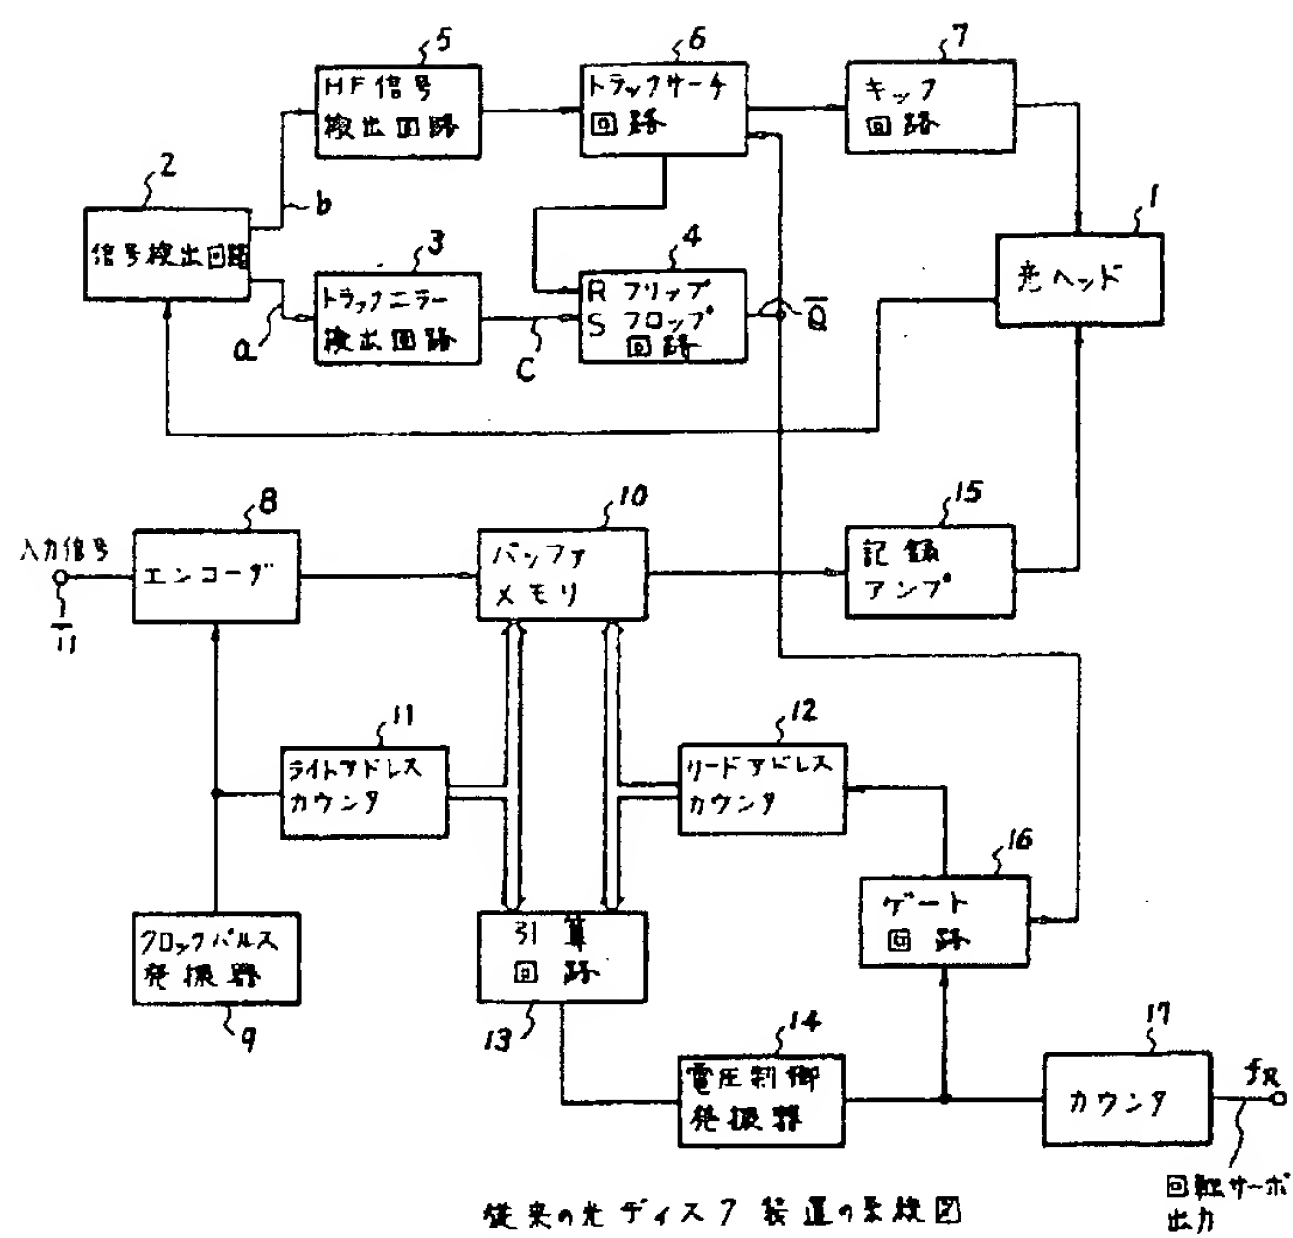 5
HF信号
検出回路
6
トラックサーチ
回路
7
キック
回路
2
信号検出回路
b
a
3
トラックエラー
検出回路
C
4
R フリップ
S フロップ
回路
Q̅
1
光ヘッド
8
エンコーダ
入力信号
11
10
バッファ
メモリ
15
記録
アンプ
11
ライトアドレス
カウンタ
12
リードアドレス
カウンタ
16
ゲート
回路
クロックパルス
発振器
9
引算
回路
13
14
電圧制御
発振器
17
カウンタ
fR
回転サーボ
出力
従来の光ディスク装置の系統図